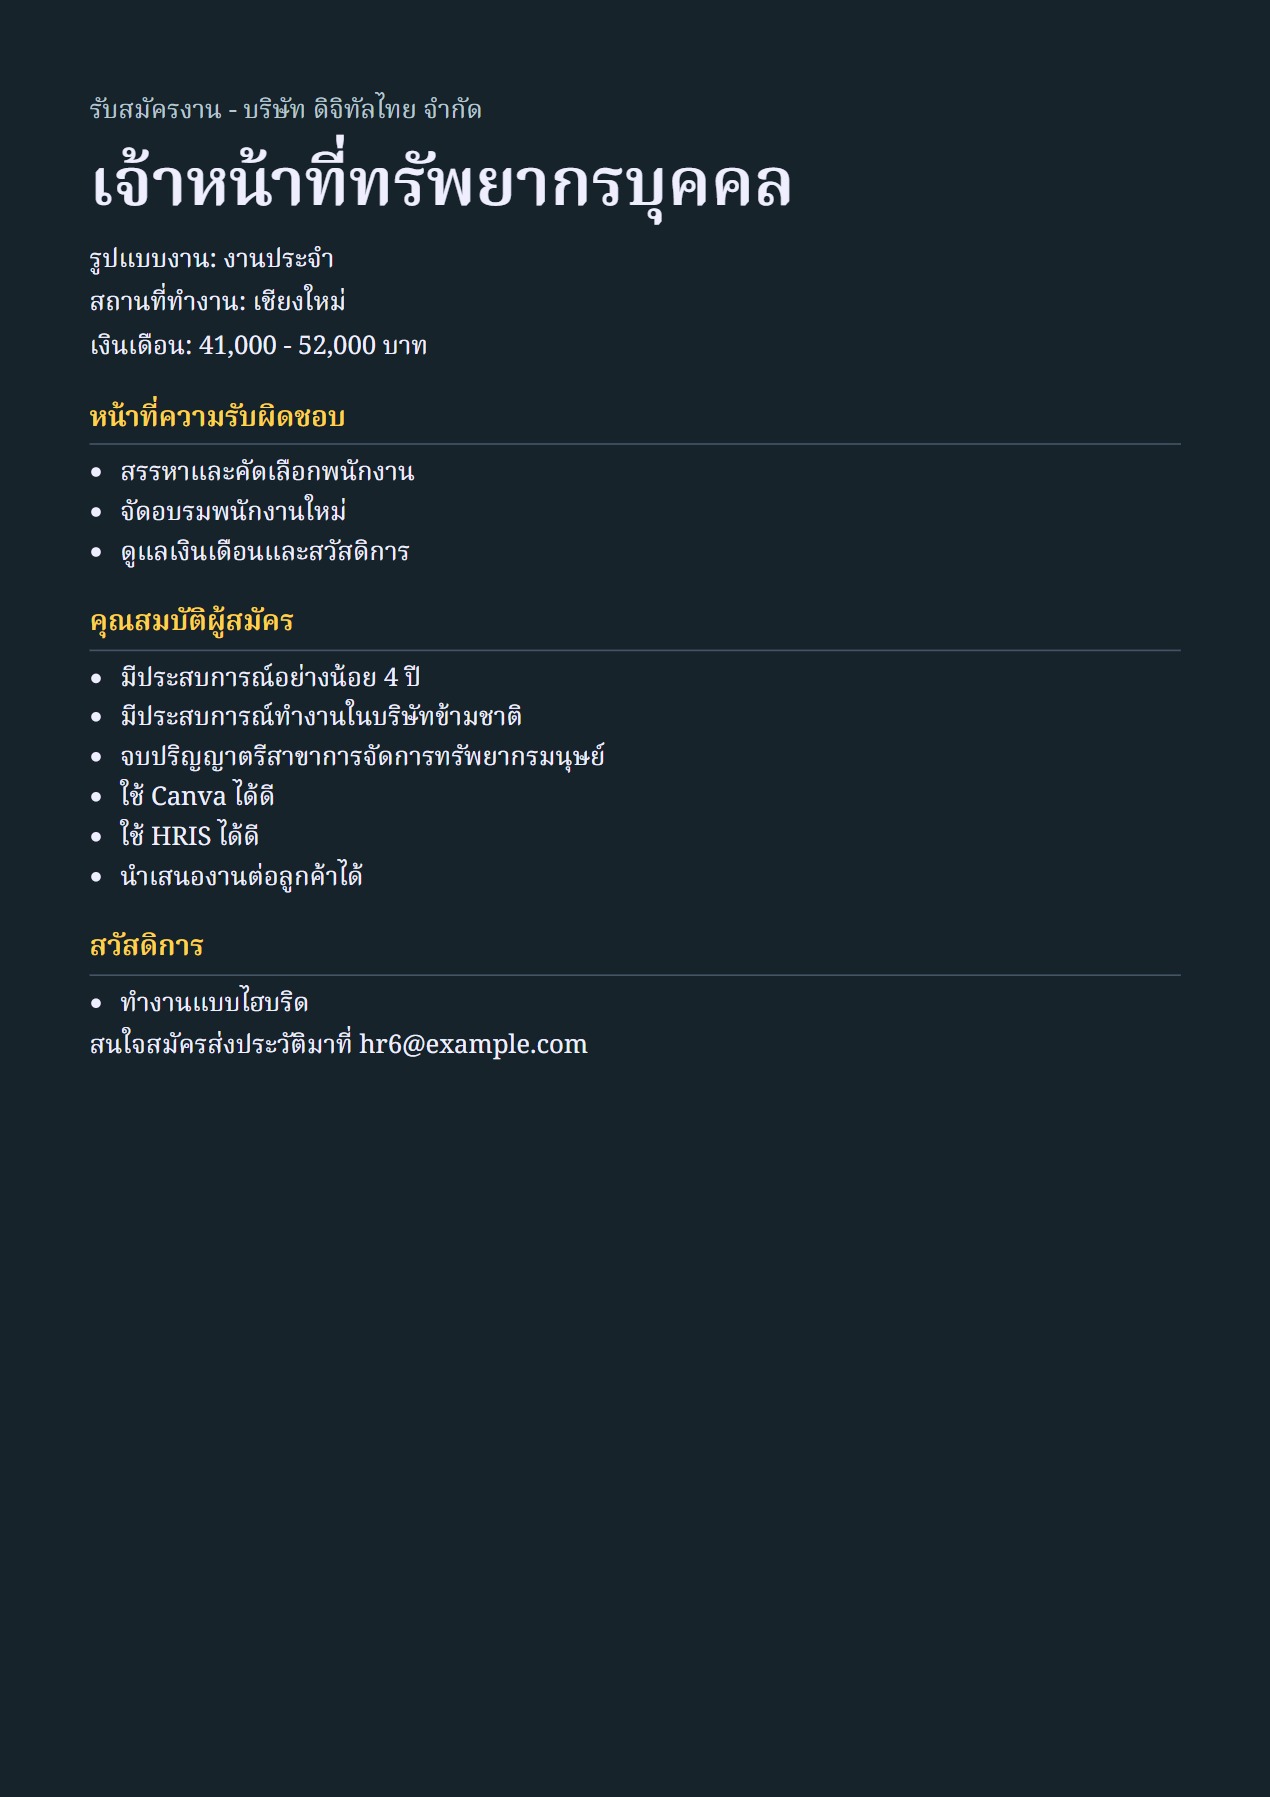 รับสมัครงาน - บริษัท ดิจิทัลไทย จำกัด
เจ้าหน้าที่ทรัพยากรบุคคล
รูปแบบงาน: งานประจำ
สถานที่ทำงาน: เชียงใหม่
เงินเดือน: 41,000 - 52,000 บาท
หน้าที่ความรับผิดชอบ
• สรรหาและคัดเลือกพนักงาน
• จัดอบรมพนักงานใหม่
• ดูแลเงินเดือนและสวัสดิการ
คุณสมบัติผู้สมัคร
• มีประสบการณ์อย่างน้อย 4 ปี
• มีประสบการณ์ทำงานในบริษัทข้ามชาติ
• จบปริญญาตรีสาขาการจัดการทรัพยากรมนุษย์
• ใช้ Canva ได้ดี
• ใช้ HRIS ได้ดี
• นำเสนองานต่อลูกค้าได้
สวัสดิการ
• ทำงานแบบไฮบริด
สนใจสมัครส่งประวัติมาที่ hr6@example.com